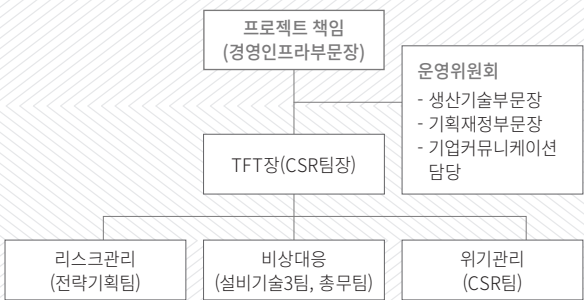 프로젝트 책임
(경영인프라부문장)
운영위원회
- 생산기술부문장
- 기획재정부문장
- 기업커뮤니케이션
담당
TFT장(CSR팀장)
리스크관리
(전략기획팀)
비상대응
(설비기술3팀, 총무팀)
위기관리
(CSR팀)